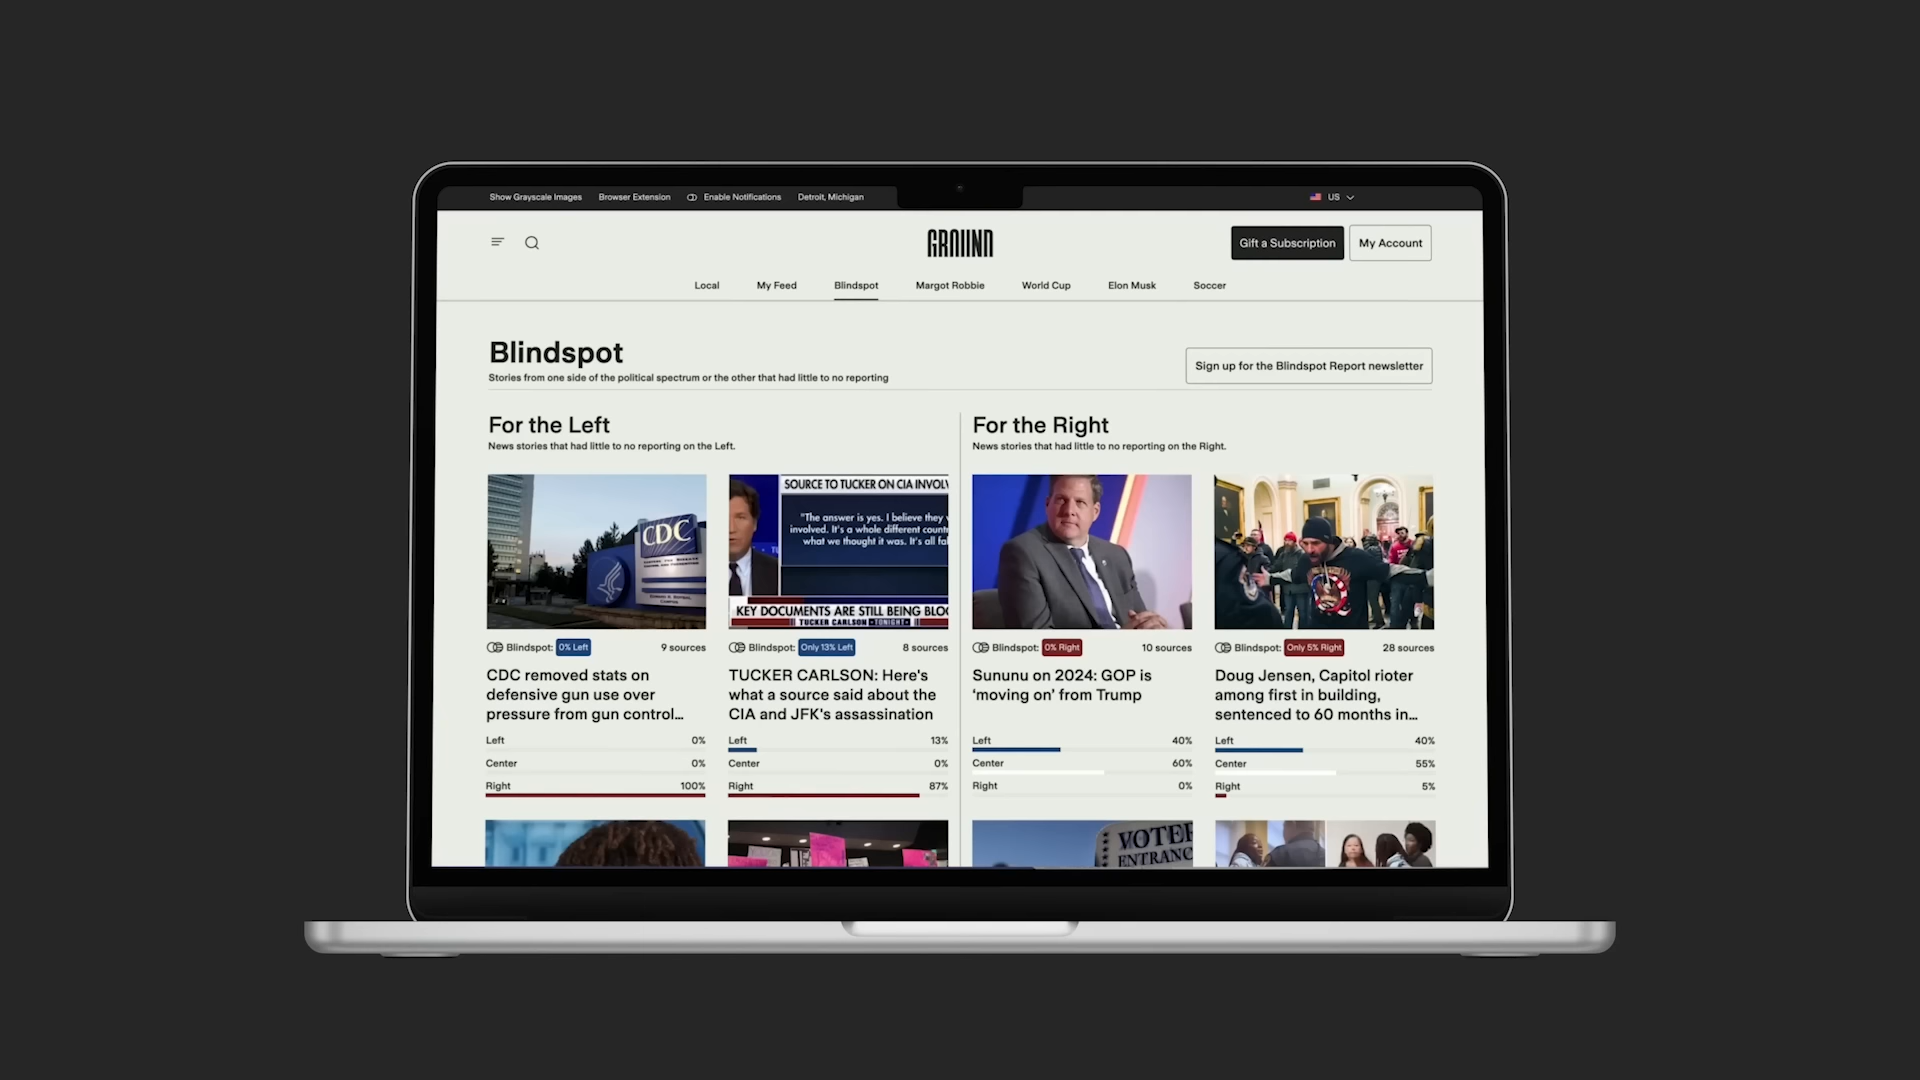 Show Grayscale Images Browser Extension Enable Notifications Detroit, Michigan US
GROUND
Gift a Subscription My Account
Local My Feed Blindspot Margot Robbie World Cup Elon Musk Soccer
Blindspot
Stories from one side of the political spectrum or the other that had little to no reporting
Sign up for the Blindspot Report newsletter
For the Left
News stories that had little to no reporting on the Left.
CDC
Blindspot: 0% Left 9 sources
CDC removed stats on
defensive gun use over
pressure from gun control...
Left 0%
Center 0%
Right 100%
SOURCE TO TUCKER ON CIA INVOLV
"The answer is yes. I believe they
involved. It's a whole different count
what we thought it was. It's all fa
KEY DOCUMENTS ARE STILL BEING BLO
TUCKER CARLSON TONIGHT
Blindspot: Only 13% Left 8 sources
TUCKER CARLSON: Here's
what a source said about the
CIA and JFK's assassination
Left 13%
Center 0%
Right 87%
For the Right
News stories that had little to no reporting on the Right.
Blindspot: 0% Right 10 sources
Sununu on 2024: GOP is
‘moving on’ from Trump
Left 40%
Center 60%
Right 0%
Blindspot: Only 5% Right 28 sources
Doug Jensen, Capitol rioter
among first in building,
sentenced to 60 months in...
Left 40%
Center 55%
Right 5%
VOTER
ENTRANC